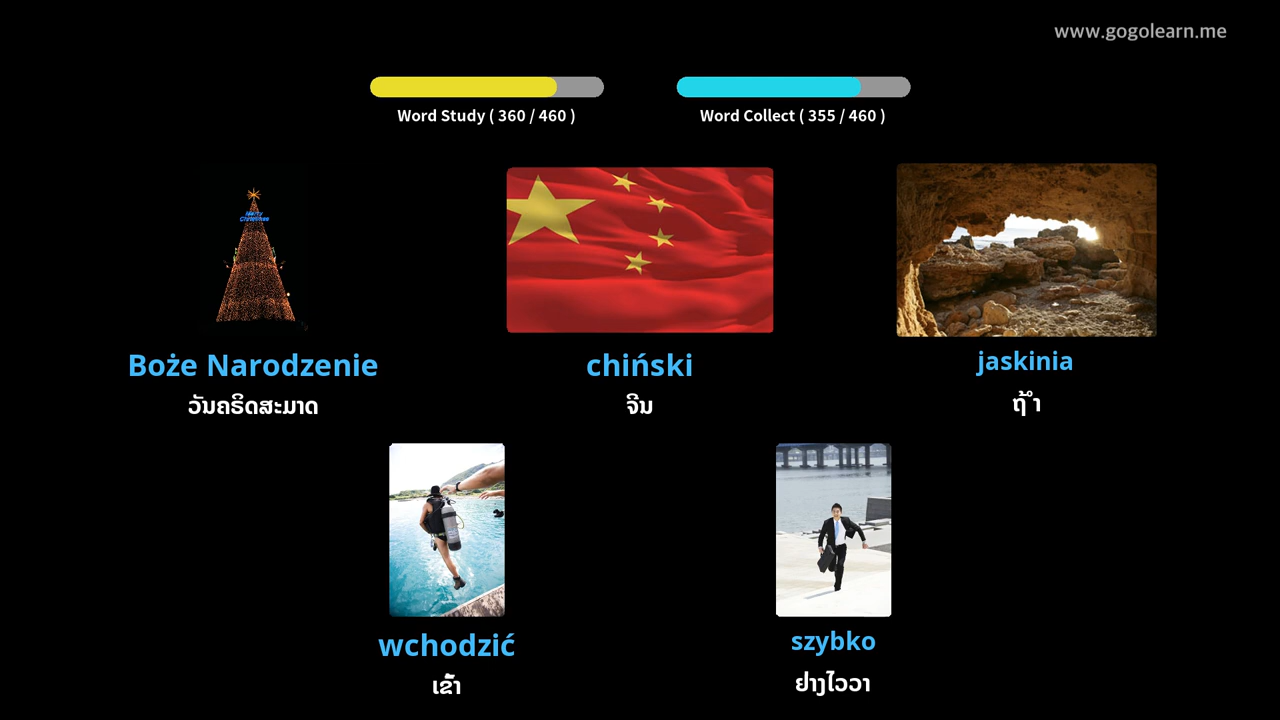 www.gogolearn.me
Word Study ( 360 / 460 )
Word Collect ( 355 / 460 )
Merry Christmas
Boże Narodzenie
ວັນຄຣິດສະມາດ
chiński
ຈີນ
jaskinia
ຖ້ ໍາ
wchodzić
ເຂົ້າ
szybko
ຢ່າງໄວວາ